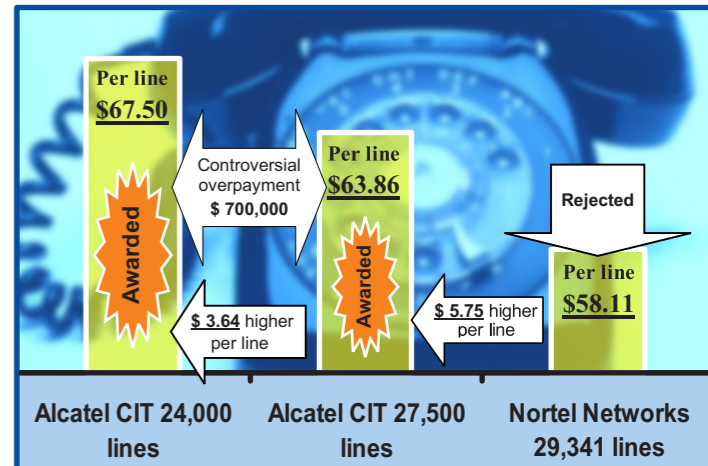 Per line
$67.50
Awarded
Controversial
overpayment
$ 700,000
Per line
$63.86
Awarded
Rejected
Per line
$58.11
$ 3.64 higher
per line
$ 5.75 higher
per line
Alcatel CIT 24,000
lines
Alcatel CIT 27,500
lines
Nortel Networks
29,341 lines